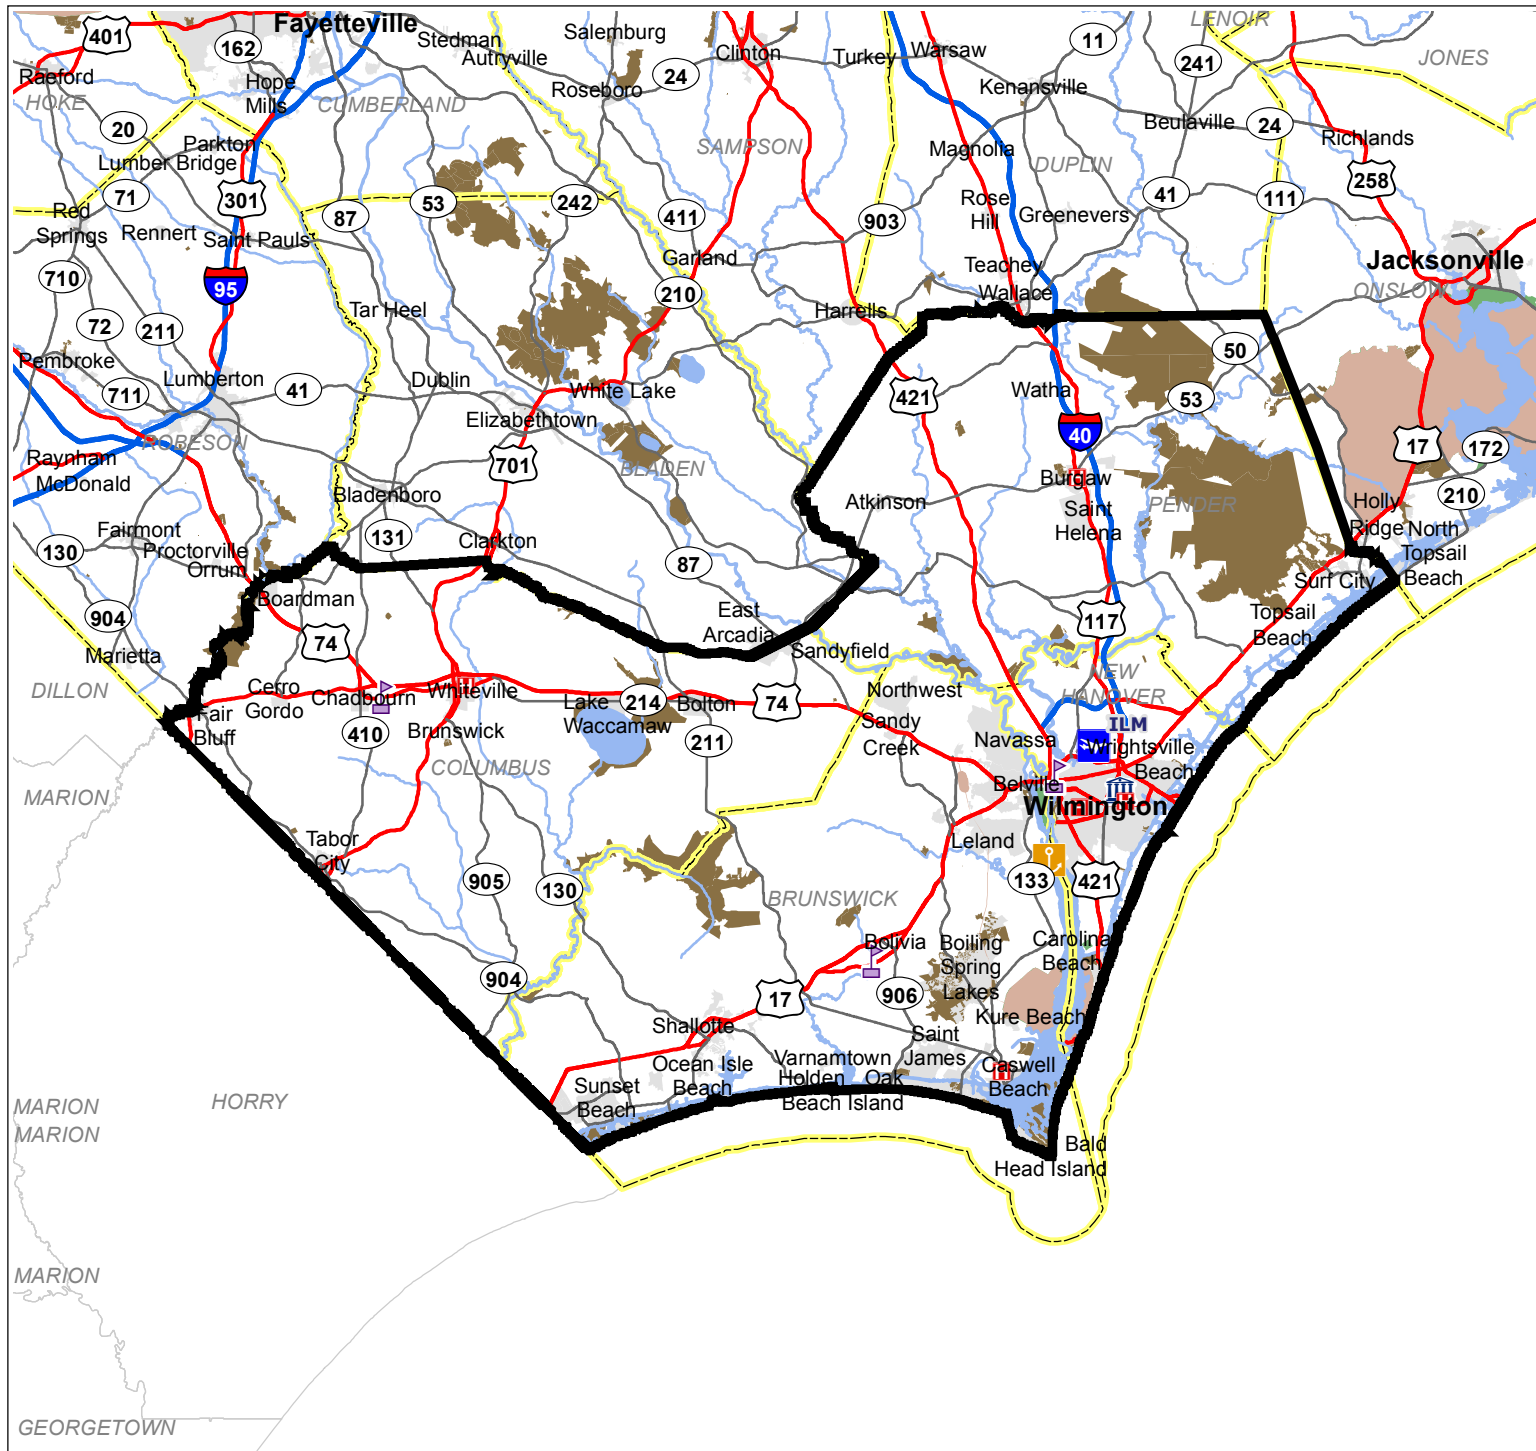 Fayetteville
401
162
Stedman
Autryville
Salemburg
Clinton
Turkey
Warsaw
11
LENOIR
241
JONES
Raeford
HOKE
Hope
Mills
CUMBERLAND
Roseboro
24
Kenansville
20
Parkton
Lumber Bridge
SAMPSON
Magnolia
DUPLIN
Beulaville
24
Richlands
71
301
87
53
242
411
903
Rose
Hill
Greenevers
41
111
258
Red
Springs
Rennert
Saint Pauls
Garland
Teachey
Wallace
Jacksonville
ONSLOW
710
95
Tar Heel
210
Harrells
72
211
Pembroke
711
Lumberton
41
Dublin
White Lake
421
Watha
50
53
ROBESON
Elizabethtown
40
17
172
Raynham
McDonald
701
BLADEN
Burgaw
210
Bladenboro
Atkinson
Saint
Helena
PENDER
Holly
Ridge
North
Topsail
Beach
Fairmont
130
Proctorville
Orrum
131
Clarkton
87
Surf City
Boardman
904
Marietta
74
East
Arcadia
Sandyfield
117
Topsail
Beach
DILLON
Cerro
Gordo
Chadbourn
Whiteville
Lake
Waccamaw
214
Bolton
74
Northwest
NEW
HANOVER
Fair
Bluff
410
Brunswick
211
Sandy
Creek
Navassa
ILM
Wrightsville
Beach
COLUMBUS
Belville
MARION
Wilmington
Tabor
City
Leland
905
130
133
421
BRUNSWICK
Bolivia
Boiling
Spring
Lakes
Carolina
Beach
904
17
906
Kure Beach
Shallotte
Saint
James
Ocean Isle
Beach
Varnamtown
Holden
Beach
Oak
Island
Caswell
Beach
Sunset
Beach
HORRY
MARION
MARION
Bald
Head Island
MARION
GEORGETOWN
H
H
H
H